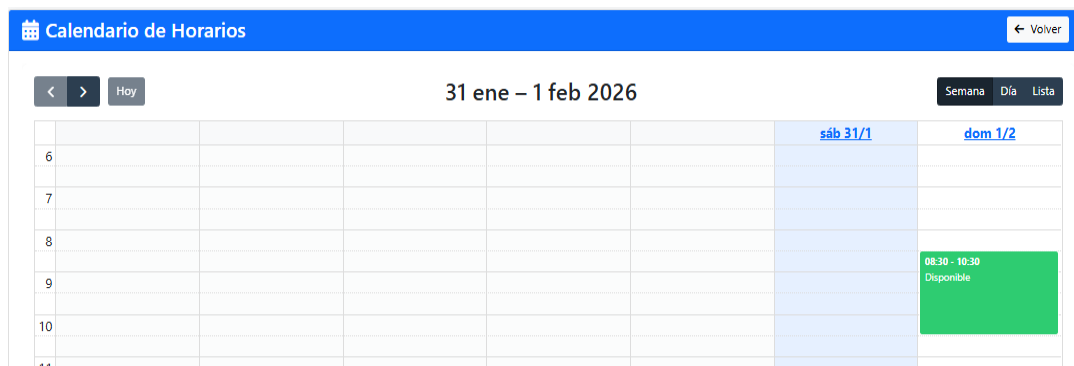 Calendario de Horarios
Volver
Hoy
31 ene – 1 feb 2026
Semana Día Lista
sáb 31/1 dom 1/2
6
7
8
08:30 - 10:30
Disponible
9
10
11